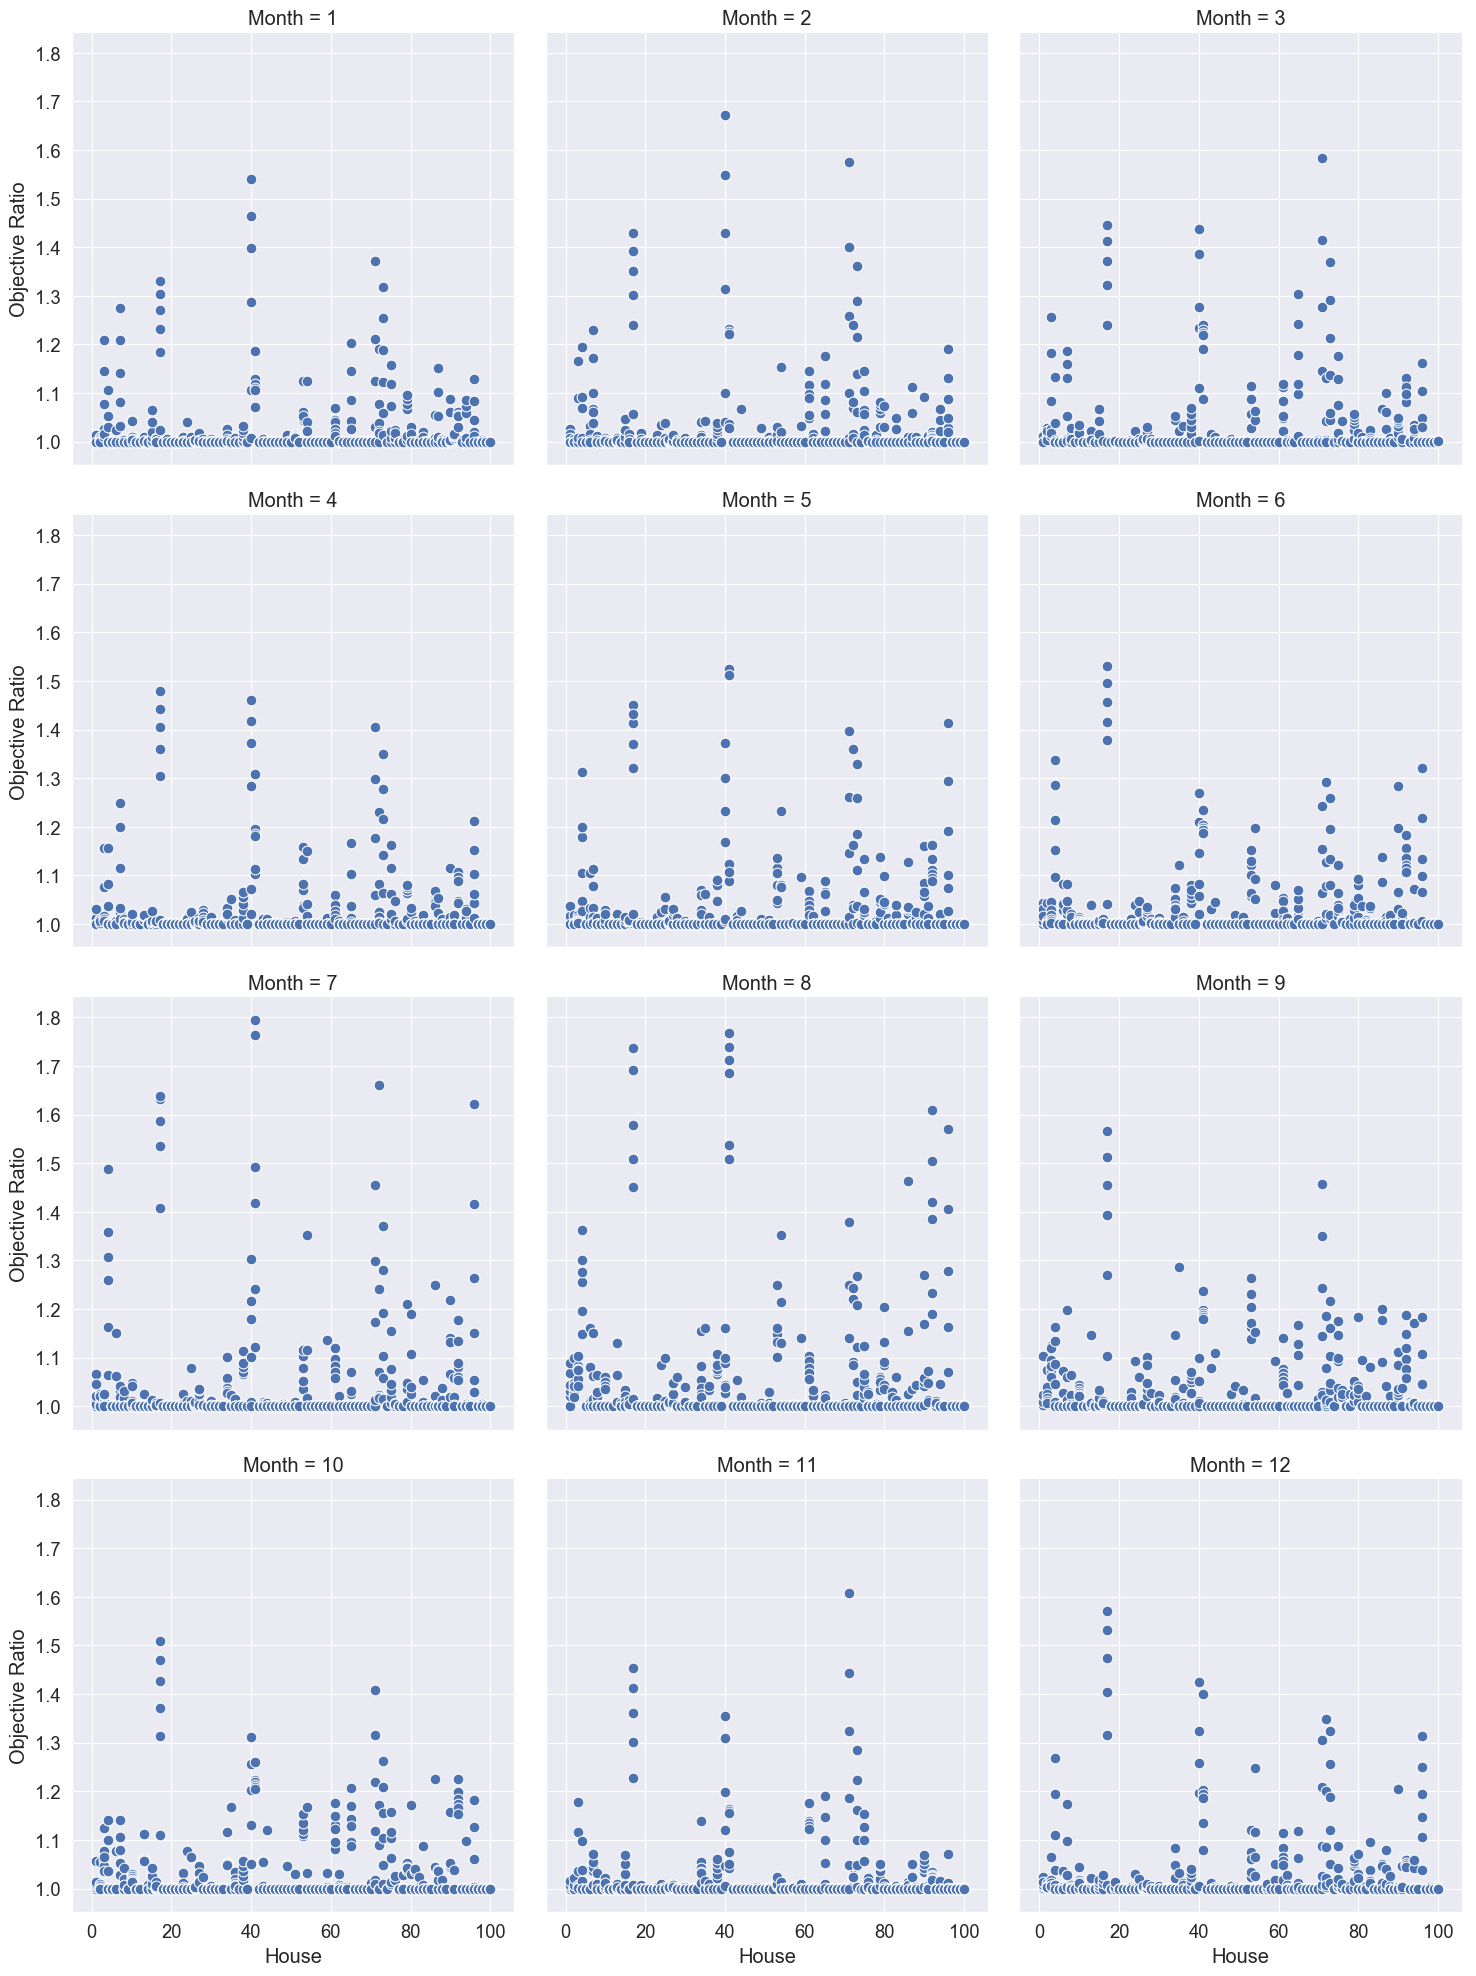 Month = 1
Month = 2
Month = 3
1.8
1.7
1.6
1.5
1.4
1.3
1.2
1.1
1.0
Objective Ratio
Month = 4
Month = 5
Month = 6
1.8
1.7
1.6
1.5
1.4
1.3
1.2
1.1
1.0
Objective Ratio
Month = 7
Month = 8
Month = 9
1.8
1.7
1.6
1.5
1.4
1.3
1.2
1.1
1.0
Objective Ratio
Month = 10
Month = 11
Month = 12
1.8
1.7
1.6
1.5
1.4
1.3
1.2
1.1
1.0
Objective Ratio
0 20 40 60 80 100
0 20 40 60 80 100
0 20 40 60 80 100
House
House
House